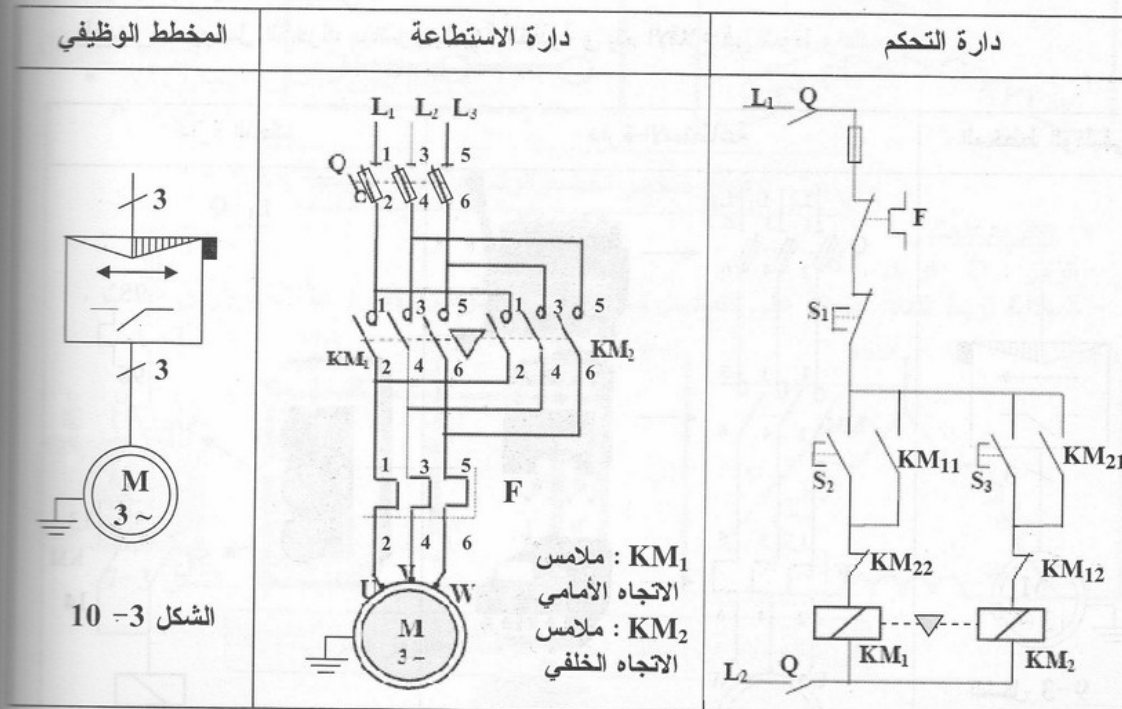 المخطط الوظيفي
دارة الاستطاعة
دارة التحكم
3
3
M
3 ~
الشكل 3- 10
L₁ L₂ L₃
Q
1 3 5
2 4 6
1 3 5 1 3 5
KM₁ KM₂
2 4 6 2 4 6
1 3 5
F
2 4 6
U V W
M
3 ~
KM₁ : ملامس
الاتجاه الأمامي
KM₂ : ملامس
الاتجاه الخلفي
L₁ Q
F
S₁
S₂ KM₁₁ S₃ KM₂₁
KM₂₂ KM₁₂
KM₁ KM₂
L₂ Q